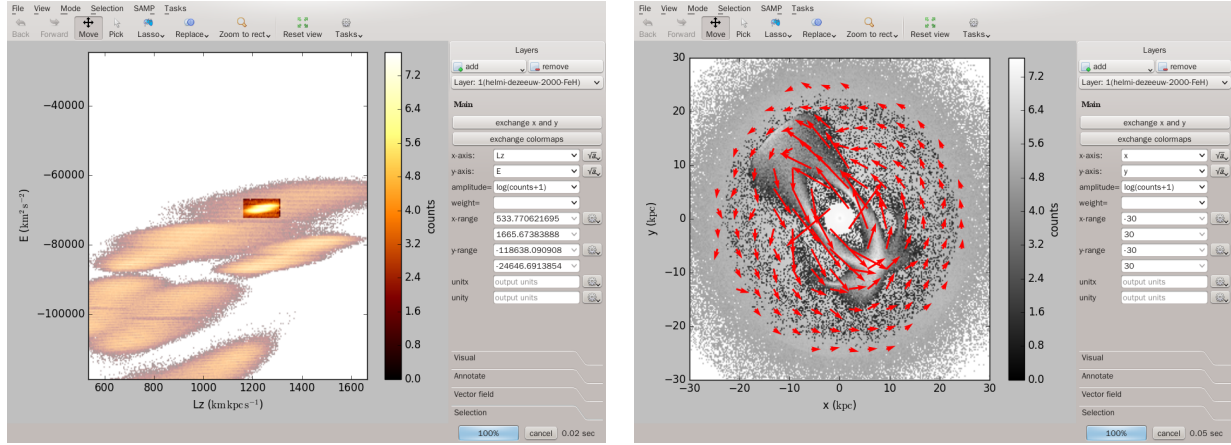 File View Mode Selection SAMP Tasks
Back Forward Move Pick Lasso Replace Zoom to rect Reset view Tasks
−40000
−60000
−80000
−100000
E (km² s⁻²)
600 800 1000 1200 1400 1600
Lz (km kpc s⁻¹)
7.2
6.4
5.6
4.8
4.0
3.2
2.4
1.6
0.8
0.0
counts
Layers
add remove
Layer: 1(helmi-dezeeuw-2000-FeH)
Main
exchange x and y
exchange colormaps
x-axis: Lz
y-axis: E
amplitude= log(counts+1)
weight=
x-range 533.770621695
1665.67383888
y-range -118638.090908
-24646.6913854
unitx output units
unity output units
Visual
Annotate
Vector field
Selection
100% cancel 0.02 sec
File View Mode Selection SAMP Tasks
Back Forward Move Pick Lasso Replace Zoom to rect Reset view Tasks
30
20
10
0
−10
−20
−30
y (kpc)
−30 −20 −10 0 10 20 30
x (kpc)
7.2
6.4
5.6
4.8
4.0
3.2
2.4
1.6
0.8
0.0
counts
Layers
add remove
Layer: 1(helmi-dezeeuw-2000-FeH)
Main
exchange x and y
exchange colormaps
x-axis: x
y-axis: y
amplitude= log(counts+1)
weight=
x-range -30
30
y-range -30
30
unitx output units
unity output units
Visual
Annotate
Vector field
Selection
100% cancel 0.05 sec